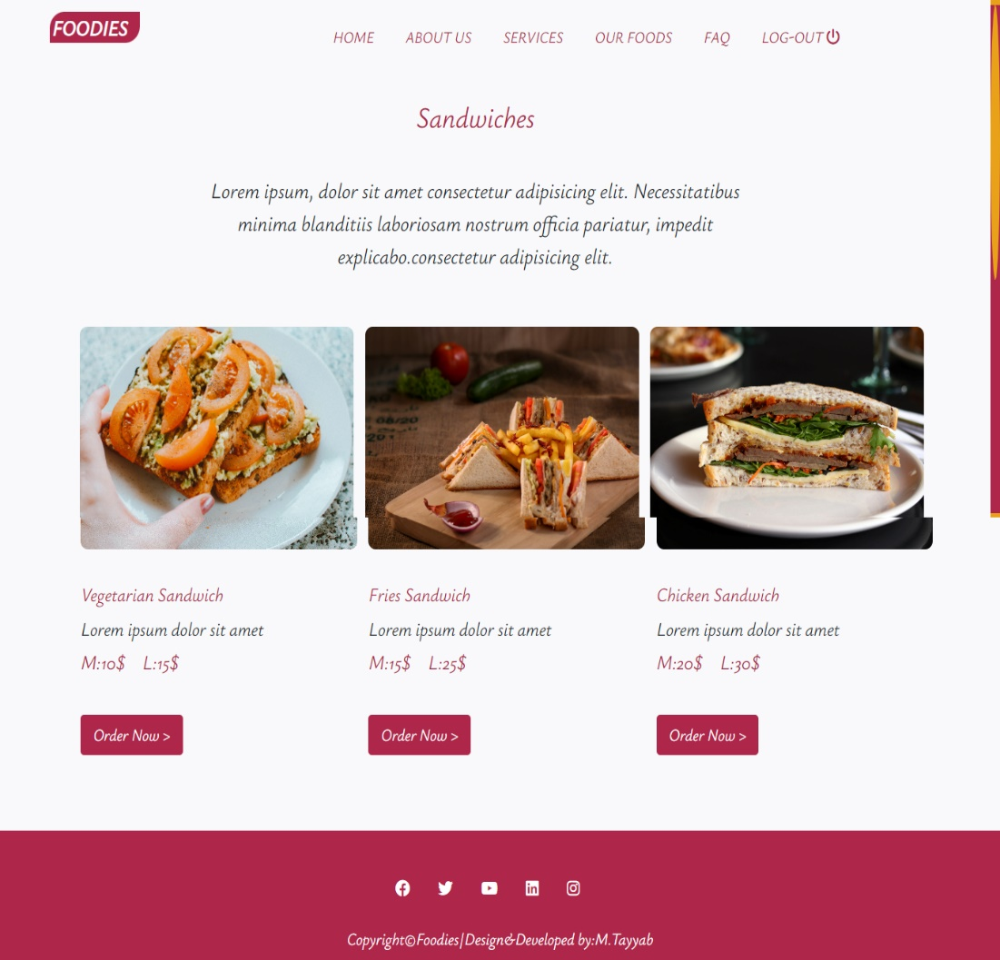 FOODIES
HOME ABOUT US SERVICES OUR FOODS FAQ LOG-OUT
Sandwiches
Lorem ipsum, dolor sit amet consectetur adipisicing elit. Necessitatibus
minima blanditiis laboriosam nostrum officia pariatur, impedit
explicabo.consectetur adipisicing elit.
Vegetarian Sandwich
Lorem ipsum dolor sit amet
M:10$ L:15$
Order Now >
Fries Sandwich
Lorem ipsum dolor sit amet
M:15$ L:25$
Order Now >
Chicken Sandwich
Lorem ipsum dolor sit amet
M:20$ L:30$
Order Now >
Copyright©Foodies|Design&Developed by:M.Tayyab